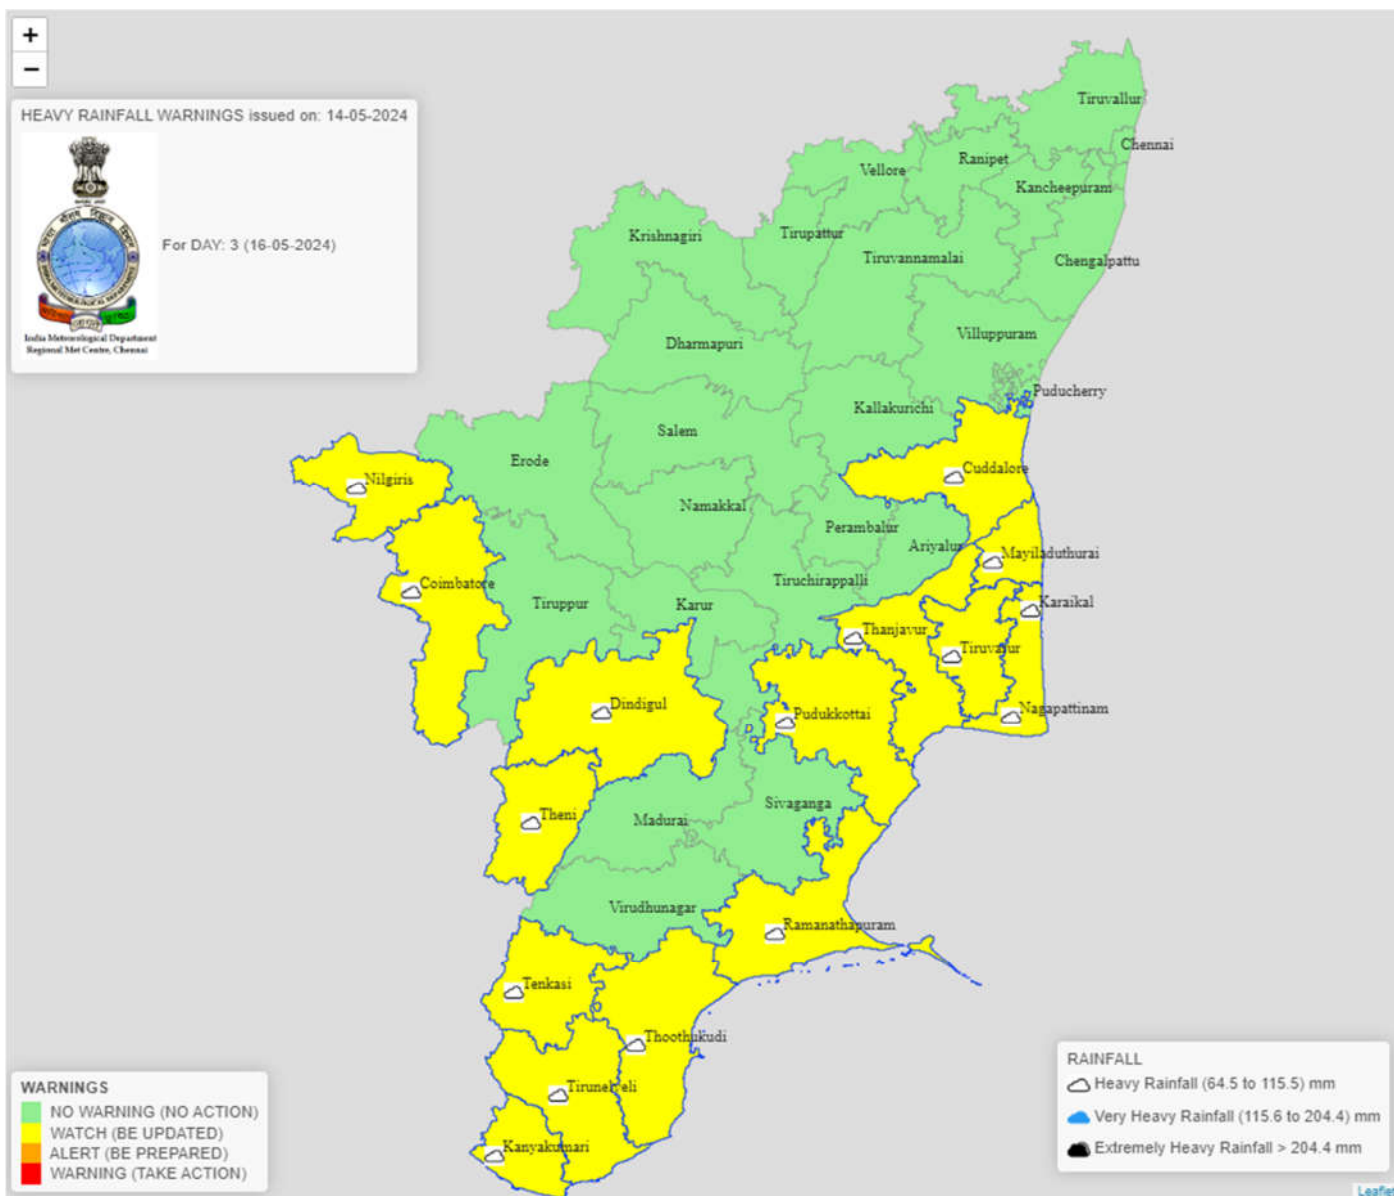 +
−
HEAVY RAINFALL WARNINGS issued on: 14-05-2024
India Meteorological Department
Regional Met Centre, Chennai
For DAY: 3 (16-05-2024)
Tiruvallur
Chennai
Ranipet
Vellore
Kancheepuram
Krishnagiri
Tirupattur
Tiruvannamalai
Chengalpattu
Villuppuram
Dharmapuri
Puducherry
Kallakurichi
Salem
Erode
Cuddalore
Nilgiris
Namakkal
Perambalur
Ariyalur
Mayiladuthurai
Coimbatore
Tiruchirappalli
Tiruppur
Karur
Karaikal
Thanjavur
Tiruvarur
Dindigul
Pudukkottai
Nagapattinam
Sivaganga
Theni
Madurai
Virudhunagar
Ramanathapuram
Tenkasi
Thoothukudi
Tirunelveli
Kanyakumari
WARNINGS
NO WARNING (NO ACTION)
WATCH (BE UPDATED)
ALERT (BE PREPARED)
WARNING (TAKE ACTION)
RAINFALL
Heavy Rainfall (64.5 to 115.5) mm
Very Heavy Rainfall (115.6 to 204.4) mm
Extremely Heavy Rainfall > 204.4 mm